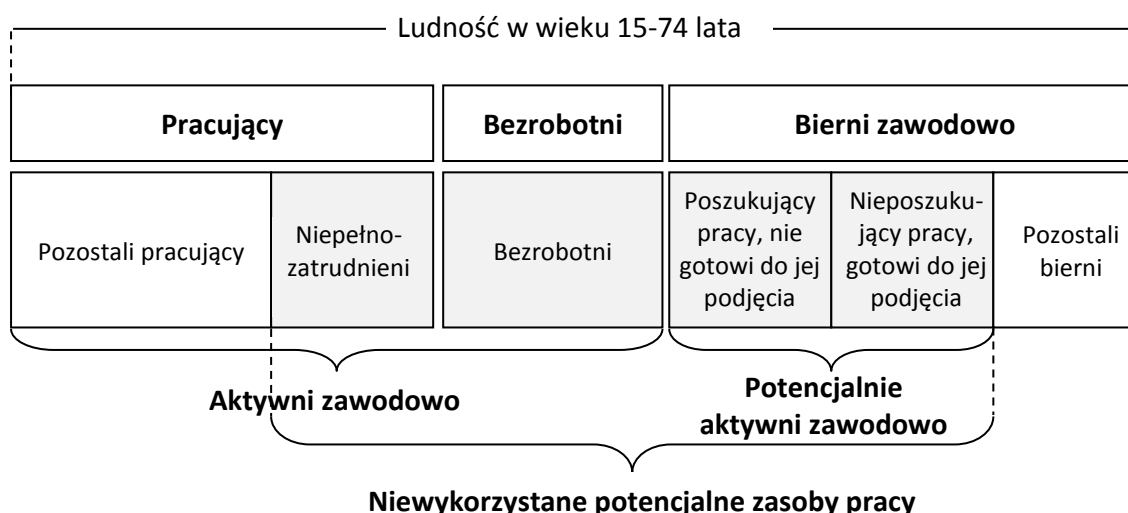 Ludność w wieku 15-74 lata
Pracujący
Bezrobotni
Bierni zawodowo
Pozostali pracujący
Niepełno-
zatrudnieni
Bezrobotni
Poszukujący
pracy, nie
gotowi do jej
podjęcia
Nieposzuku-
jący pracy,
gotowi do jej
podjęcia
Pozostali
bierni
Aktywni zawodowo
Potencjalnie
aktywni zawodowo
Niewykorzystane potencjalne zasoby pracy